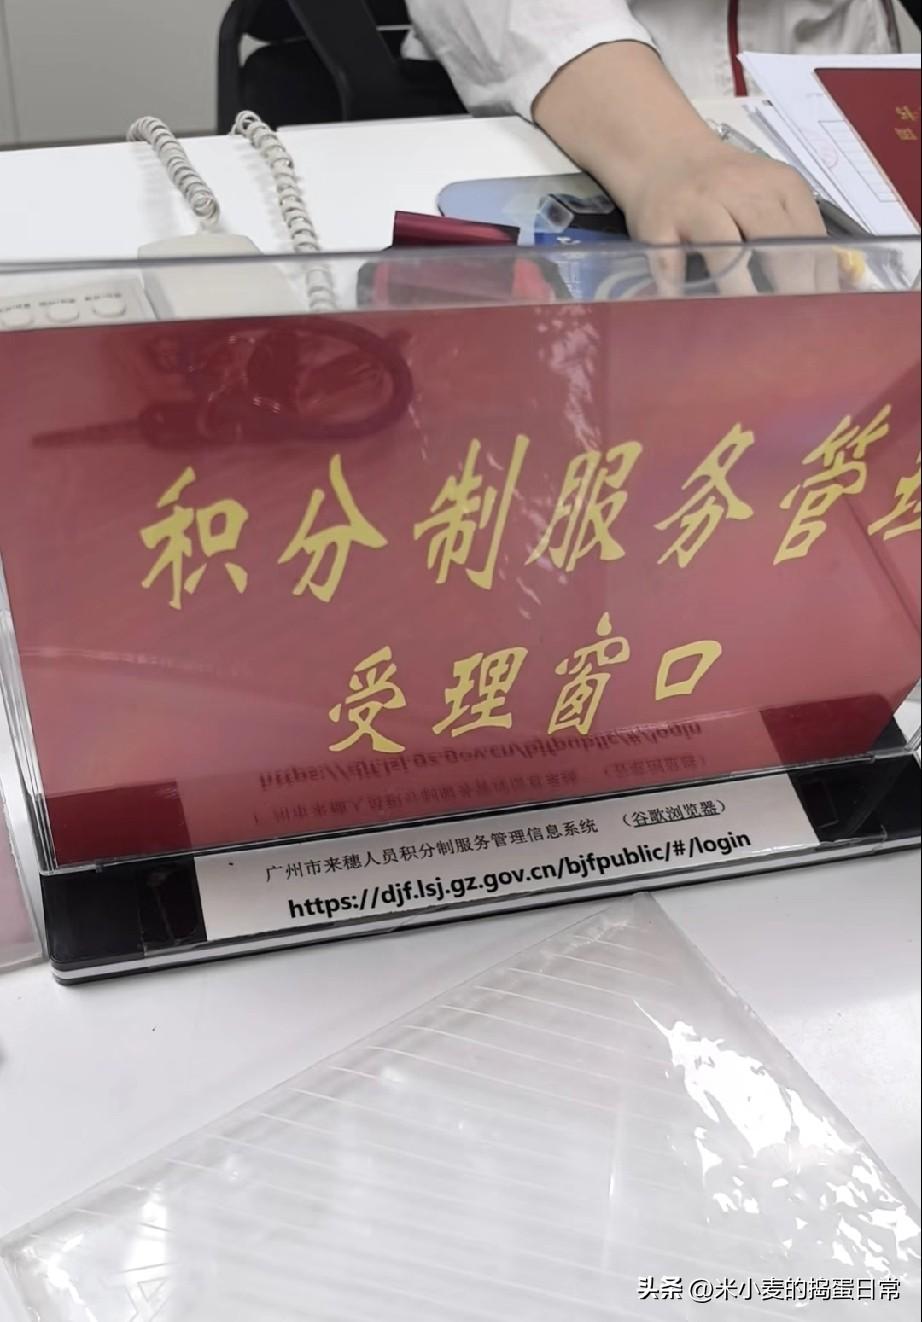 积分制服务管理
受理窗口
广州市来穗人员积分制服务管理信息系统 （谷歌浏览器）
https://djf.lsj.gz.gov.cn/bjfpublic/#/login
头条 @米小麦的捣蛋日常